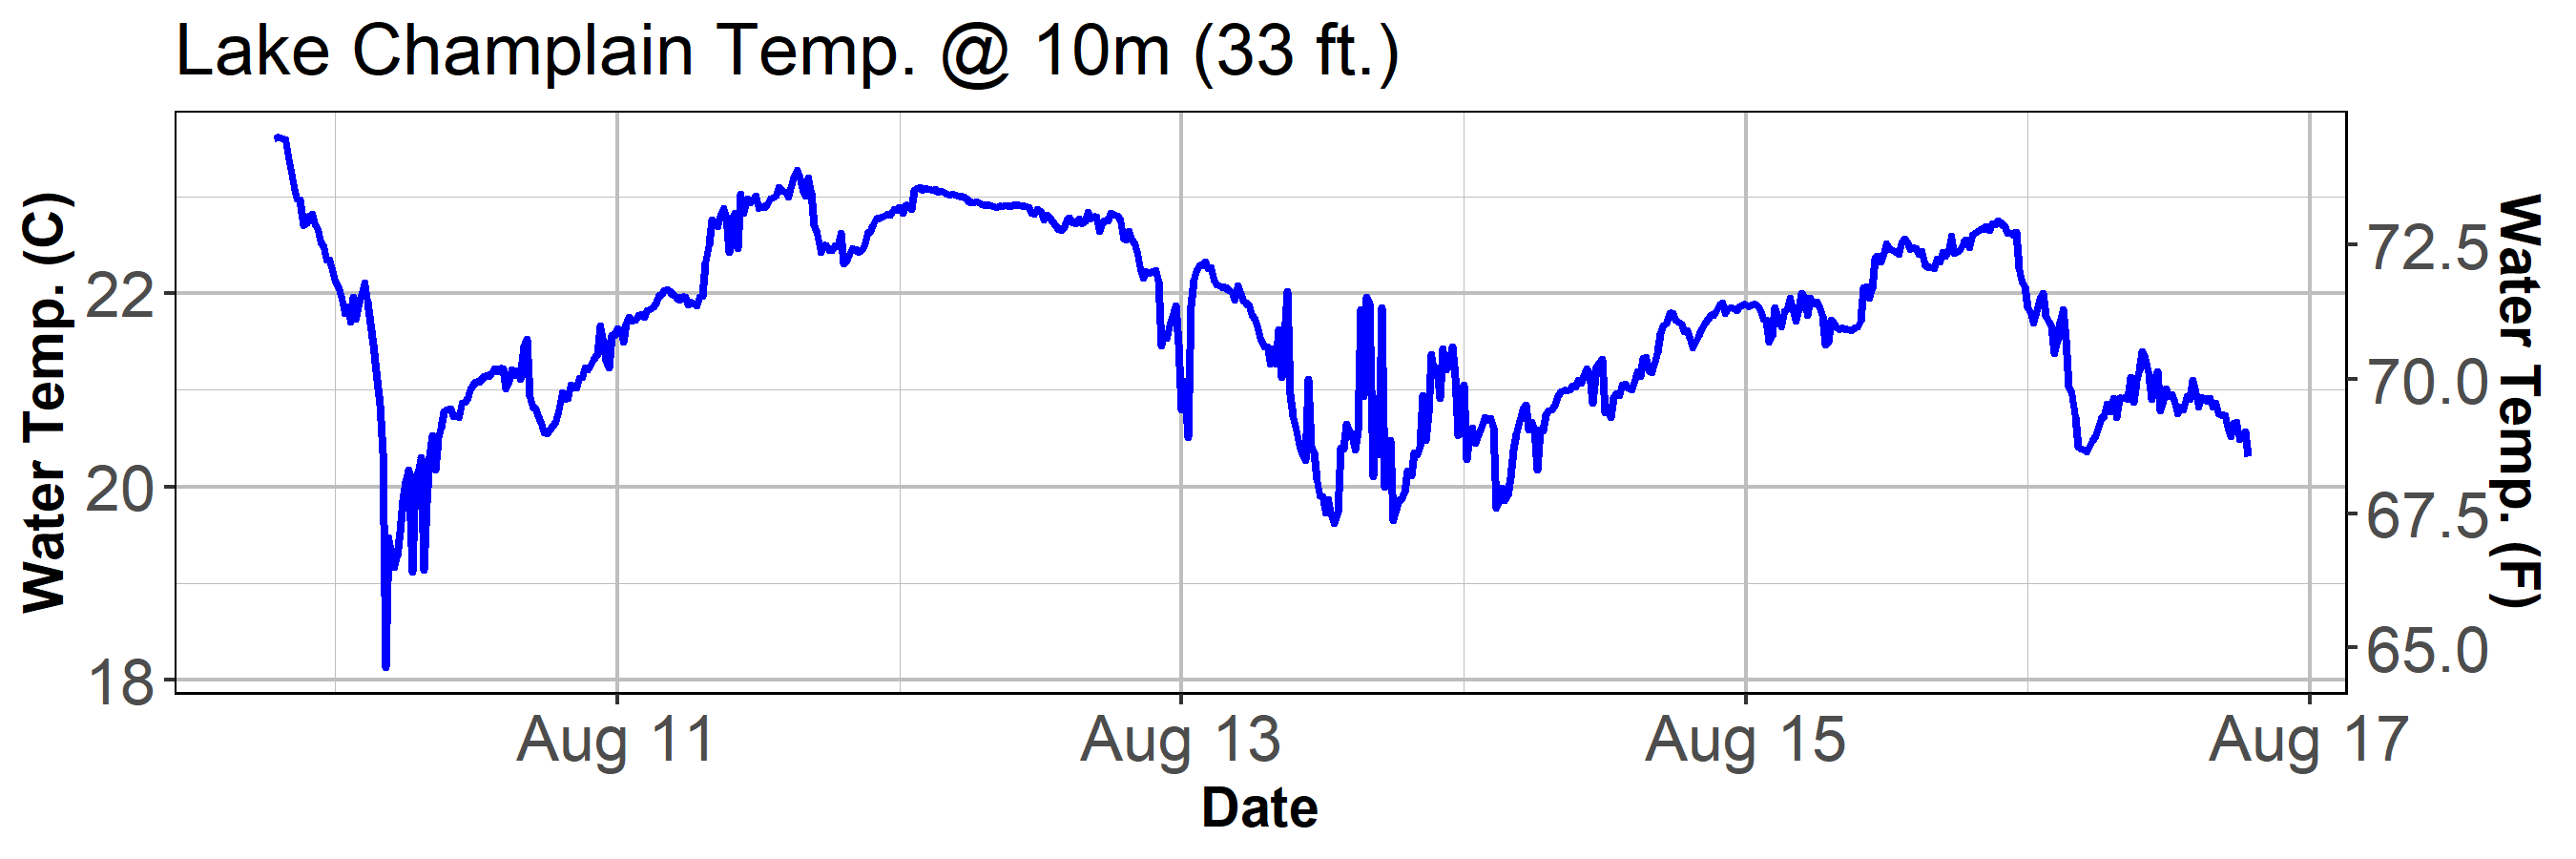 Lake Champlain Temp. @ 10m (33 ft.)
Water Temp. (C)
22
20
18
72.5
70.0
67.5
65.0
Water Temp. (F)
Aug 11
Aug 13
Aug 15
Aug 17
Date